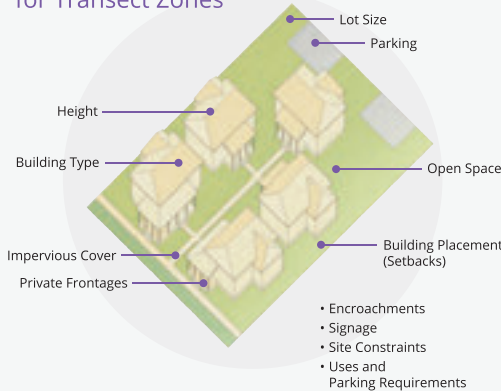 for Transect Zones
Lot Size
Parking
Height
Building Type
Open Space
Building Placement
(Setbacks)
Impervious Cover
Private Frontages
• Encroachments
• Signage
• Site Constraints
• Uses and
Parking Requirements